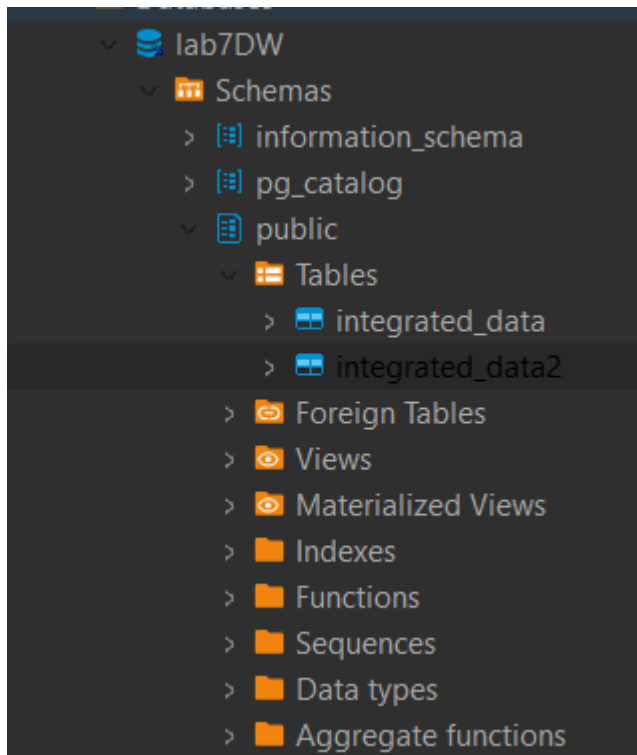 lab7DW
Schemas
information_schema
pg_catalog
public
Tables
integrated_data
integrated_data2
Foreign Tables
Views
Materialized Views
Indexes
Functions
Sequences
Data types
Aggregate functions